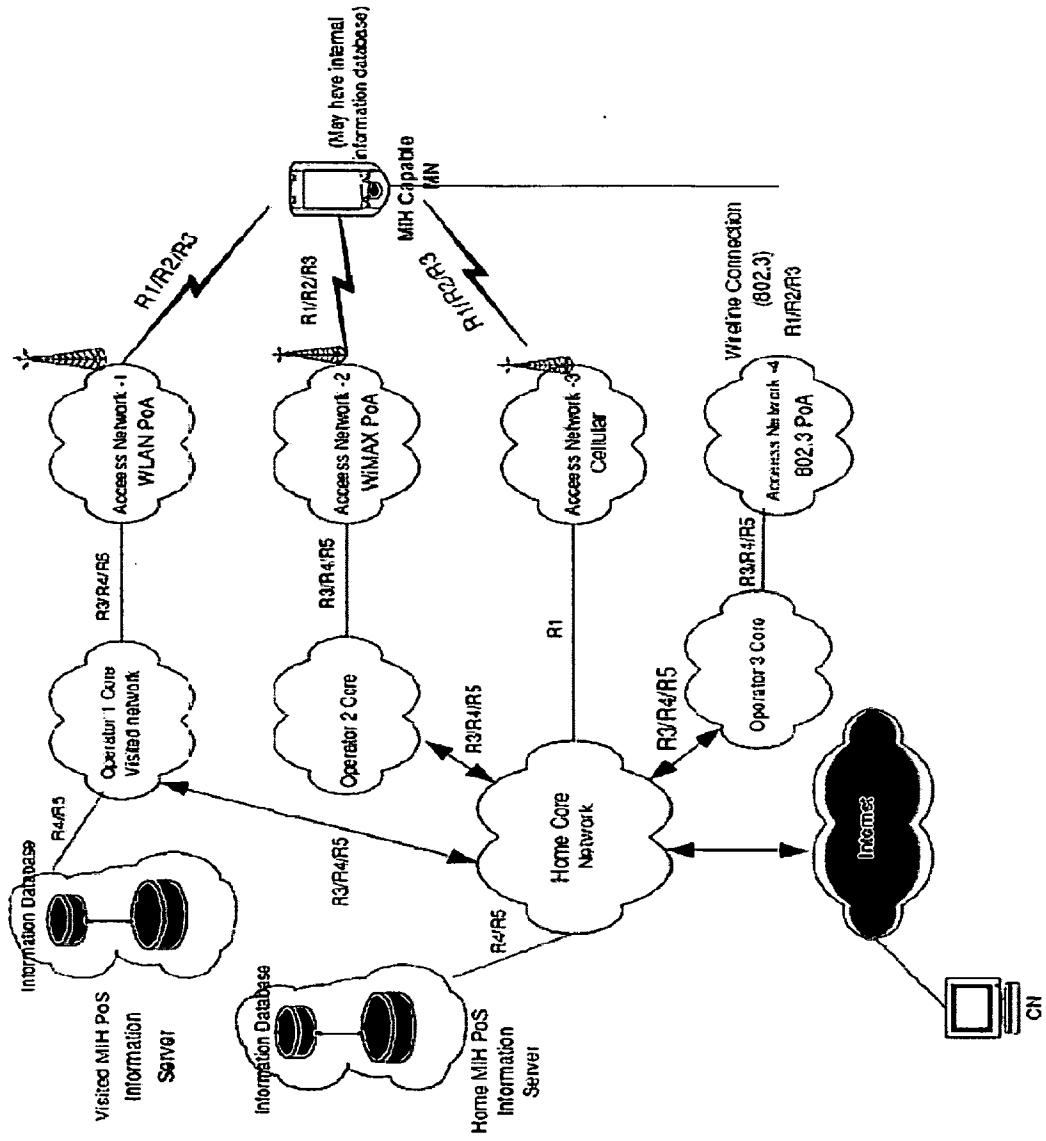 Visited MIH PoS
Information
Server
Information Database
R4/R5
Operator 1 Core
Visited network
R3/R4/R5
Access Network -1
WLAN PoA
R1/R2/R3
Home MIH PoS
Information
Server
Information Database
R4/R5
R3/R4/R5
Operator 2 Core
R3/R4/R5
Access Network -2
WiMAX PoA
R1/R2/R3
(May have internal
information database)
MIH Capable
MN
R3/R4/R5
Home Core
Network
R1
Access Network -3
Cellular
R1/R2/R3
R3/R4/R5
Operator 3 Core
R3/R4/R5
Access Network -4
802.3 PoA
Wireline Connection
(802.3)
R1/R2/R3
Internet
CN